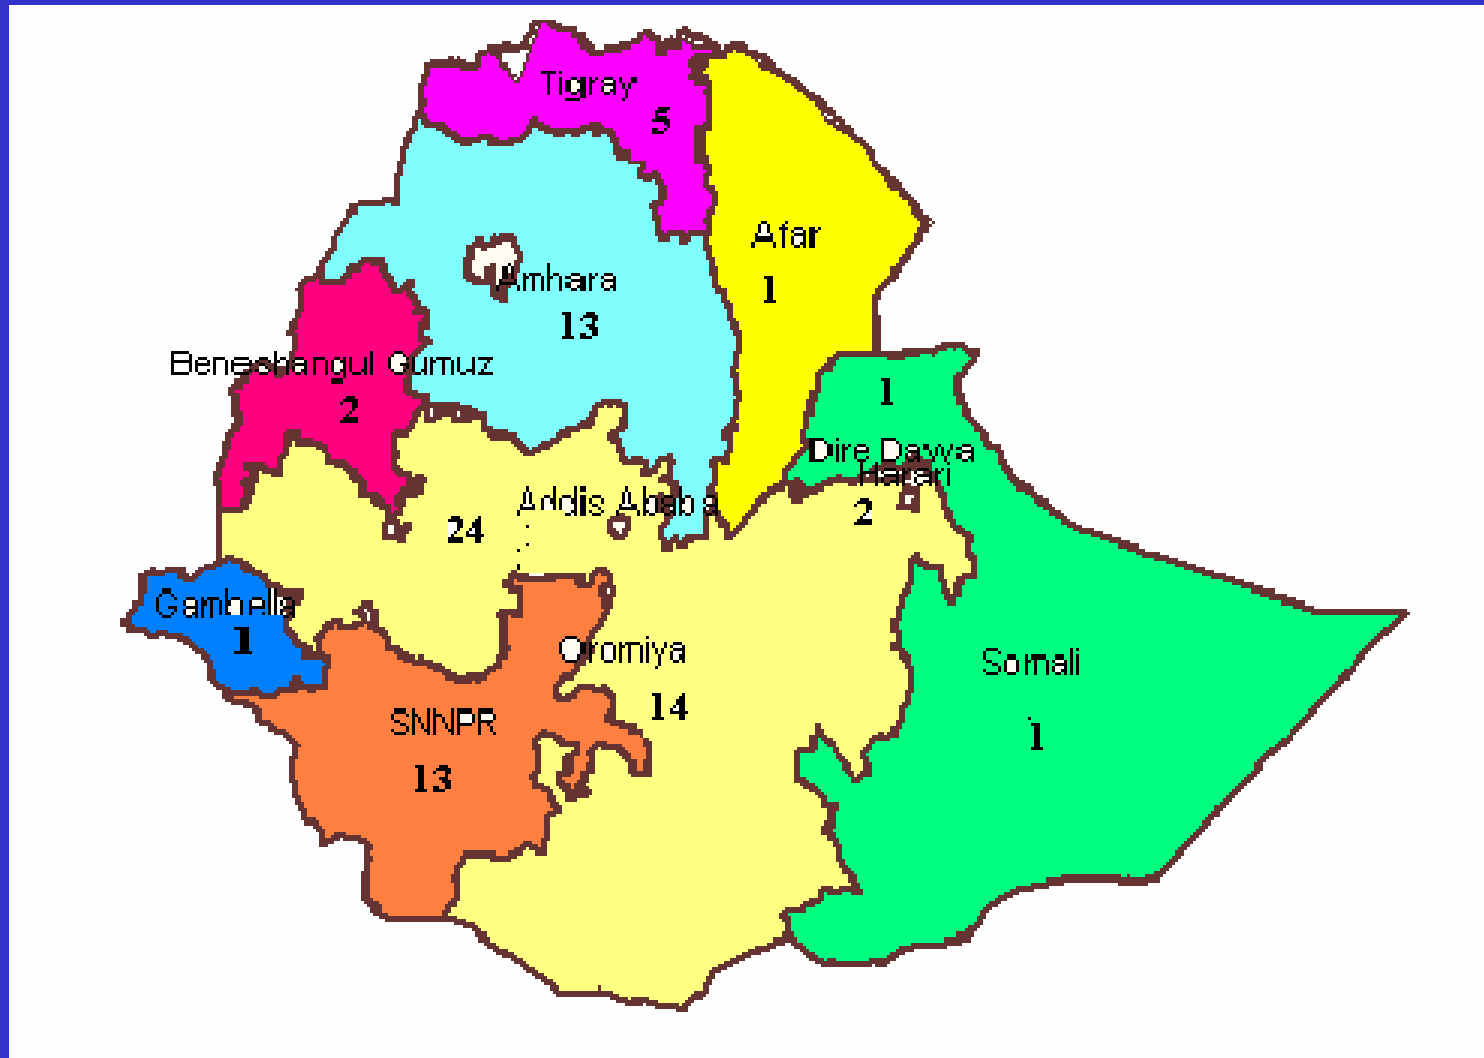 Tigray
5
Afar
1
Amhara
13
Beneshangul Gumuz
2
1
Dire Dawa
Harari
2
Addis Ababa
24
Gambella
1
Oromiya
14
Somali
1
SNNPR
13